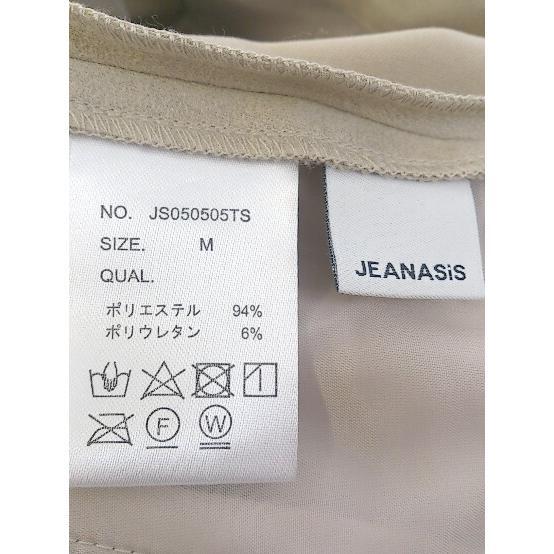 NO. JS050505TS
SIZE. M
QUAL.
ポリエステル 94%
ポリウレタン 6%
F W
JEANASiS